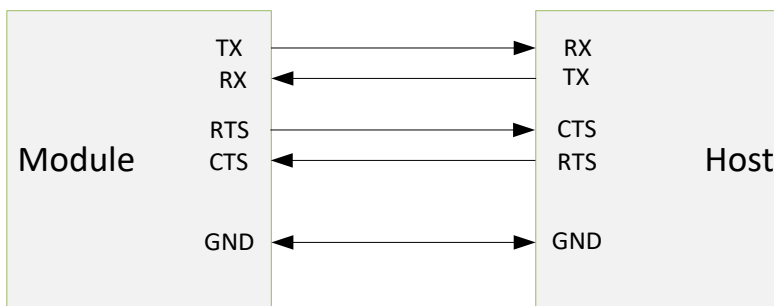 TX RX
RX TX
RTS CTS
Module CTS RTS Host
GND GND